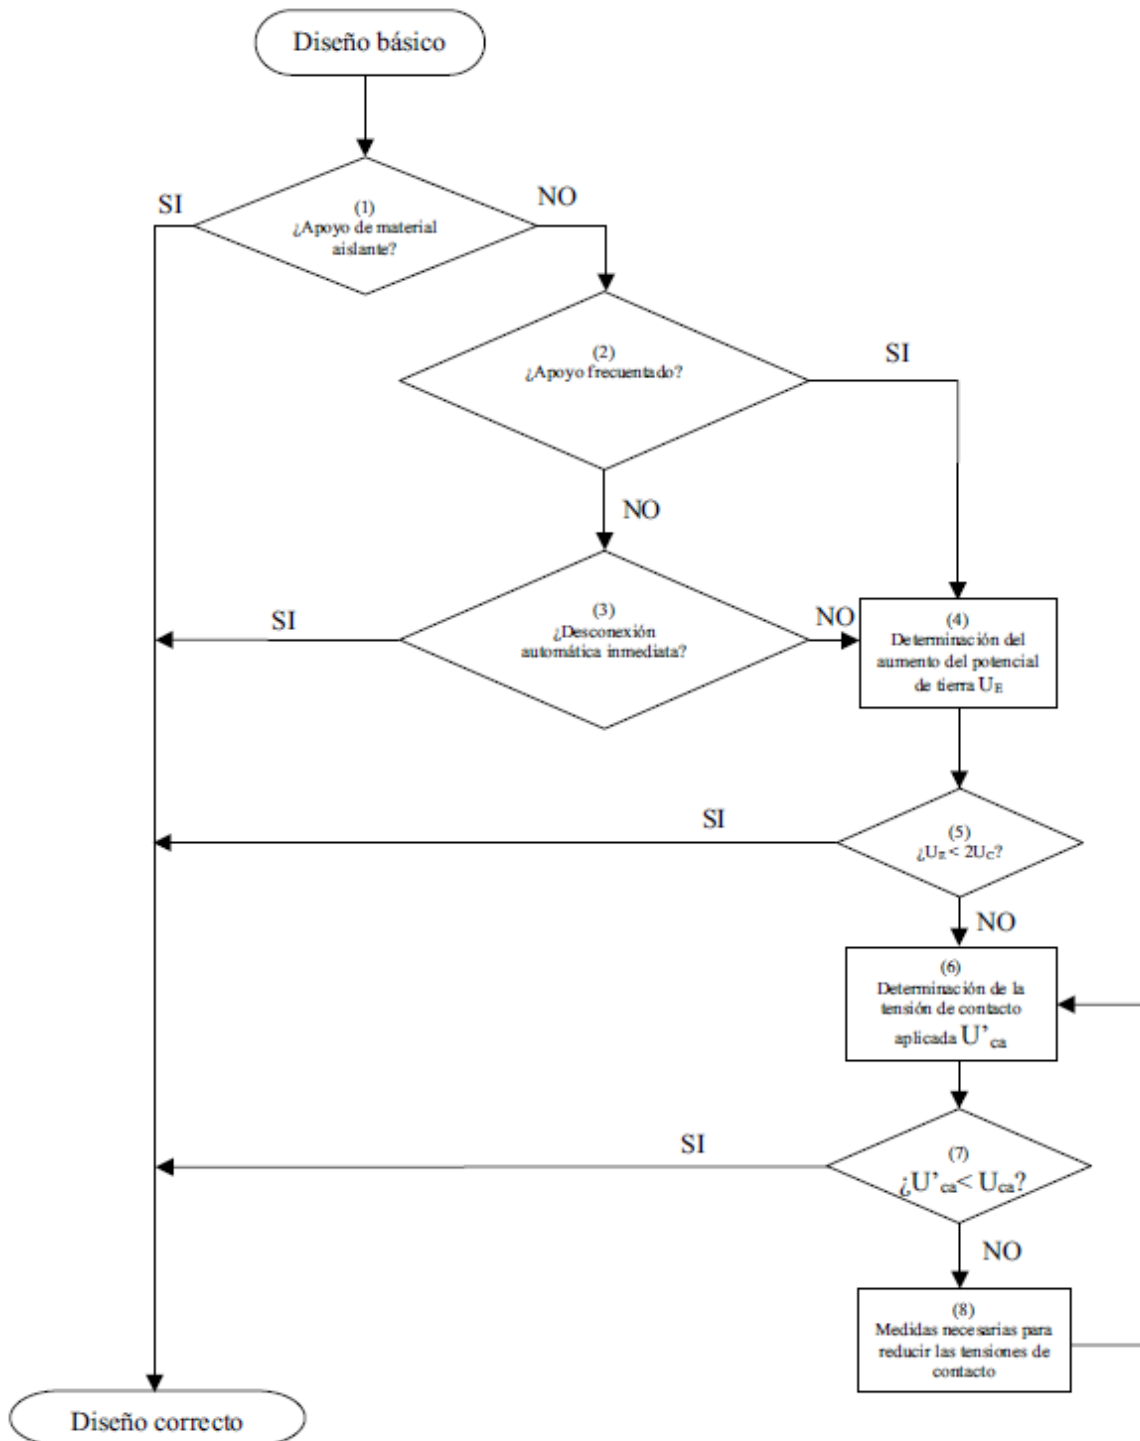 Diseño básico
SI
NO
(1)
¿Apoyo de material
aislante?
(2)
¿Apoyo frecuentado?
SI
NO
SI
(3)
¿Desconexión
automática inmediata?
NO
(4)
Determinación del
aumento del potencial
de tierra UE
SI
(5)
¿UE < 2UC?
NO
(6)
Determinación de la
tensión de contacto
aplicada U’ca
SI
(7)
¿U’ca< Uca?
NO
(8)
Medidas necesarias para
reducir las tensiones de
contacto
Diseño correcto